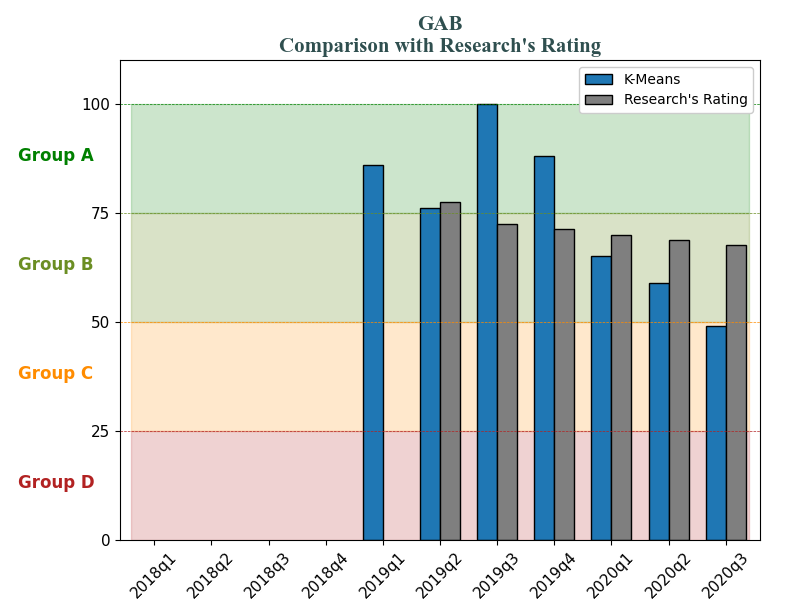 GAB
Comparison with Research's Rating
K-Means
Research's Rating
100
Group A
75
Group B
50
Group C
25
Group D
0
2018q1
2018q2
2018q3
2018q4
2019q1
2019q2
2019q3
2019q4
2020q1
2020q2
2020q3